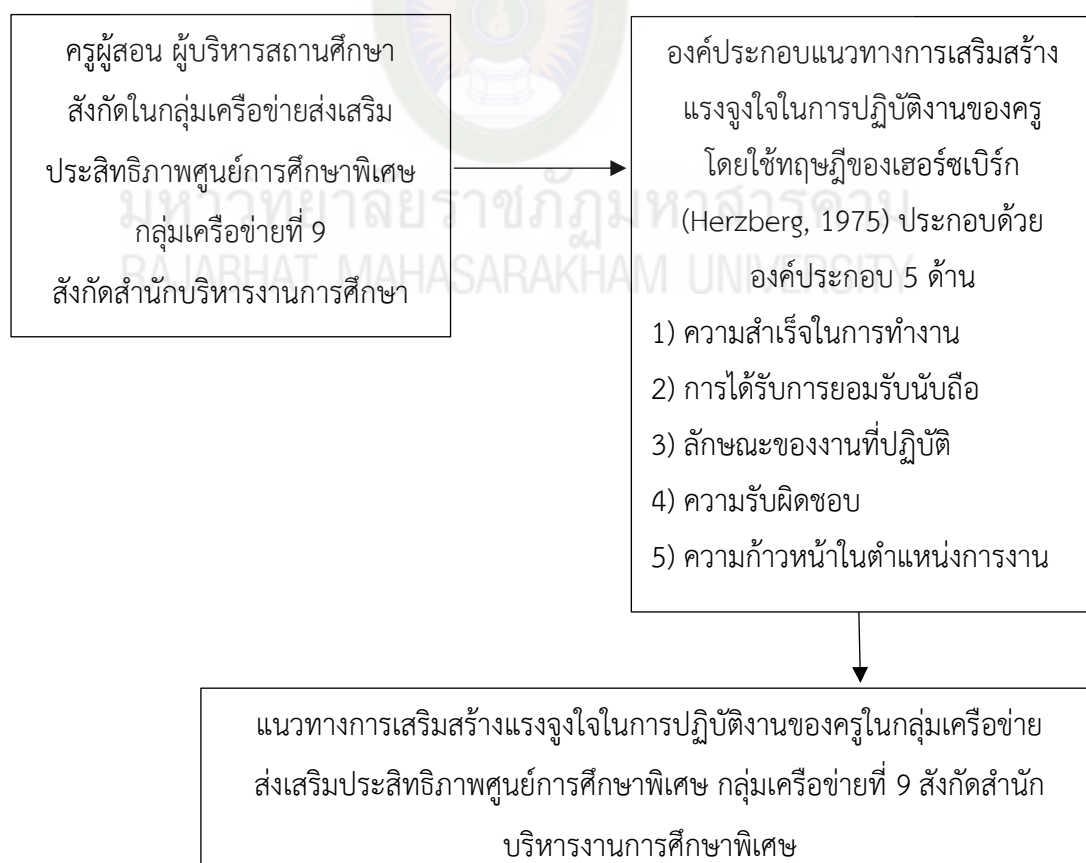 ครูผู้สอน ผู้บริหารสถานศึกษา
สังกัดในกลุ่มเครือข่ายส่งเสริม
ประสิทธิภาพศูนย์การศึกษาพิเศษ
กลุ่มเครือข่ายที่ 9
สังกัดสำนักบริหารงานการศึกษา
องค์ประกอบแนวทางการเสริมสร้าง
แรงจูงใจในการปฏิบัติงานของครู
โดยใช้ทฤษฎีของเฮอร์ซเบิร์ก
(Herzberg, 1975) ประกอบด้วย
องค์ประกอบ 5 ด้าน
1) ความสำเร็จในการทำงาน
2) การได้รับการยอมรับนับถือ
3) ลักษณะของงานที่ปฏิบัติ
4) ความรับผิดชอบ
5) ความก้าวหน้าในตำแหน่งการงาน
แนวทางการเสริมสร้างแรงจูงใจในการปฏิบัติงานของครูในกลุ่มเครือข่าย
ส่งเสริมประสิทธิภาพศูนย์การศึกษาพิเศษ กลุ่มเครือข่ายที่ 9 สังกัดสำนัก
บริหารงานการศึกษาพิเศษ
มหาวิทยาลัยราชภัฏมหาสารคาม
RAJABHAT MAHASARAKHAM UNIVERSITY